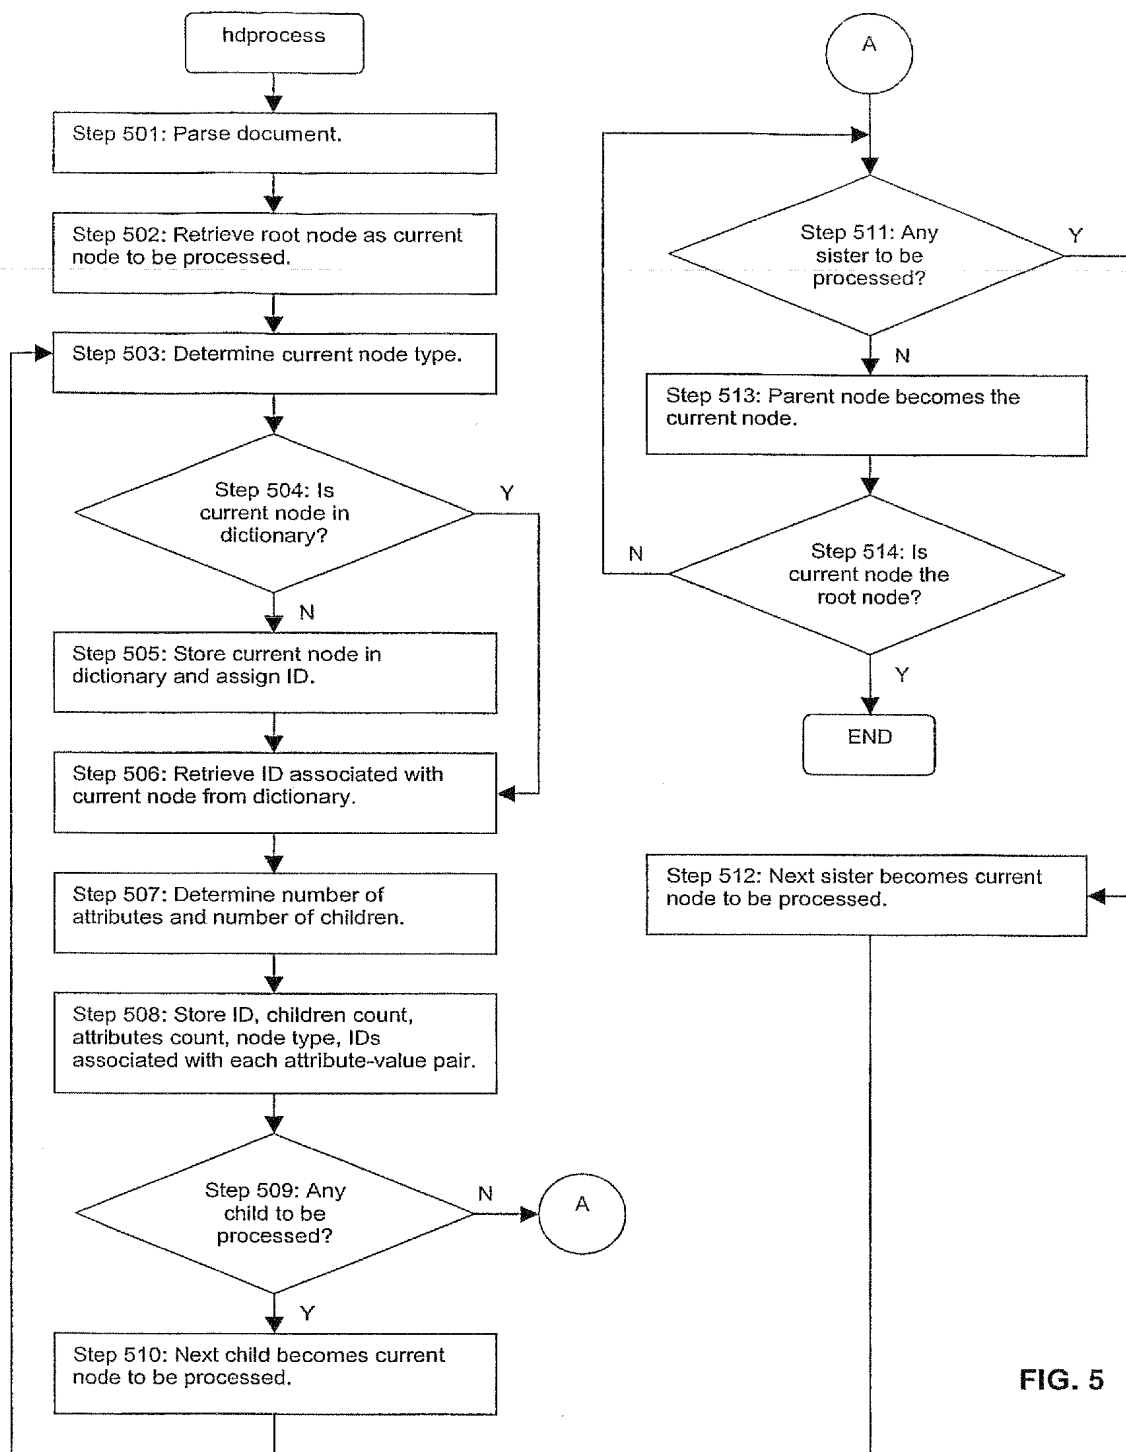 hdprocess
Step 501: Parse document.
Step 502: Retrieve root node as current
node to be processed.
Step 503: Determine current node type.
Step 504: Is
current node in
dictionary?
Y
N
Step 505: Store current node in
dictionary and assign ID.
Step 506: Retrieve ID associated with
current node from dictionary.
Step 507: Determine number of
attributes and number of children.
Step 508: Store ID, children count,
attributes count, node type, IDs
associated with each attribute-value pair.
Step 509: Any
child to be
processed?
N
A
Y
Step 510: Next child becomes current
node to be processed.
A
Step 511: Any
sister to be
processed?
Y
N
Step 513: Parent node becomes the
current node.
Step 514: Is
current node the
root node?
N
Y
END
Step 512: Next sister becomes current
node to be processed.
FIG. 5